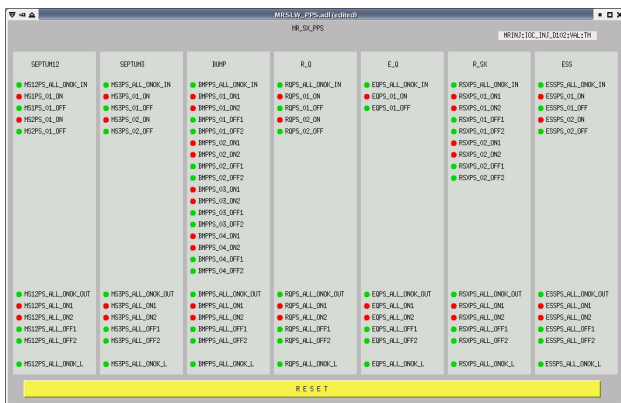 MRSLW_PPS.adl (edited)
MR_SX_PPS
MRINJ:IOC_INJ_D102:VAL:TM
SEPTUM12
MS12PS_ALL_ONOK_IN
MS1PS_01_ON
MS1PS_01_OFF
MS2PS_01_ON
MS2PS_01_OFF
MS12PS_ALL_ONOK_OUT
MS12PS_ALL_ON1
MS12PS_ALL_ON2
MS12PS_ALL_OFF1
MS12PS_ALL_OFF2
MS12PS_ALL_ONOK_L
SEPTUM3
MS3PS_ALL_ONOK_IN
MS3PS_01_ON
MS3PS_01_OFF
MS3PS_02_ON
MS3PS_02_OFF
MS3PS_ALL_ONOK_OUT
MS3PS_ALL_ON1
MS3PS_ALL_ON2
MS3PS_ALL_OFF1
MS3PS_ALL_OFF2
MS3PS_ALL_ONOK_L
BUMP
BMPPS_ALL_ONOK_IN
BMPPS_01_ON1
BMPPS_01_ON2
BMPPS_01_OFF1
BMPPS_01_OFF2
BMPPS_02_ON1
BMPPS_02_ON2
BMPPS_02_OFF1
BMPPS_02_OFF2
BMPPS_03_ON1
BMPPS_03_ON2
BMPPS_03_OFF1
BMPPS_03_OFF2
BMPPS_04_ON1
BMPPS_04_ON2
BMPPS_04_OFF1
BMPPS_04_OFF2
BMPPS_ALL_ONOK_OUT
BMPPS_ALL_ON1
BMPPS_ALL_ON2
BMPPS_ALL_OFF1
BMPPS_ALL_OFF2
BMPPS_ALL_ONOK_L
R_Q
RQPS_ALL_ONOK_IN
RQPS_01_ON
RQPS_01_OFF
RQPS_02_ON
RQPS_02_OFF
RQPS_ALL_ONOK_OUT
RQPS_ALL_ON1
RQPS_ALL_ON2
RQPS_ALL_OFF1
RQPS_ALL_OFF2
RQPS_ALL_ONOK_L
E_Q
EQPS_ALL_ONOK_IN
EQPS_01_ON
EQPS_01_OFF
EQPS_ALL_ONOK_OUT
EQPS_ALL_ON1
EQPS_ALL_ON2
EQPS_ALL_OFF1
EQPS_ALL_OFF2
EQPS_ALL_ONOK_L
R_SX
RSXPS_ALL_ONOK_IN
RSXPS_01_ON1
RSXPS_01_ON2
RSXPS_01_OFF1
RSXPS_01_OFF2
RSXPS_02_ON1
RSXPS_02_ON2
RSXPS_02_OFF1
RSXPS_02_OFF2
RSXPS_ALL_ONOK_OUT
RSXPS_ALL_ON1
RSXPS_ALL_ON2
RSXPS_ALL_OFF1
RSXPS_ALL_OFF2
RSXPS_ALL_ONOK_L
ESS
ESSPS_ALL_ONOK_IN
ESSPS_01_ON
ESSPS_01_OFF
ESSPS_02_ON
ESSPS_02_OFF
ESSPS_ALL_ONOK_OUT
ESSPS_ALL_ON1
ESSPS_ALL_ON2
ESSPS_ALL_OFF1
ESSPS_ALL_OFF2
ESSPS_ALL_ONOK_L
R E S E T